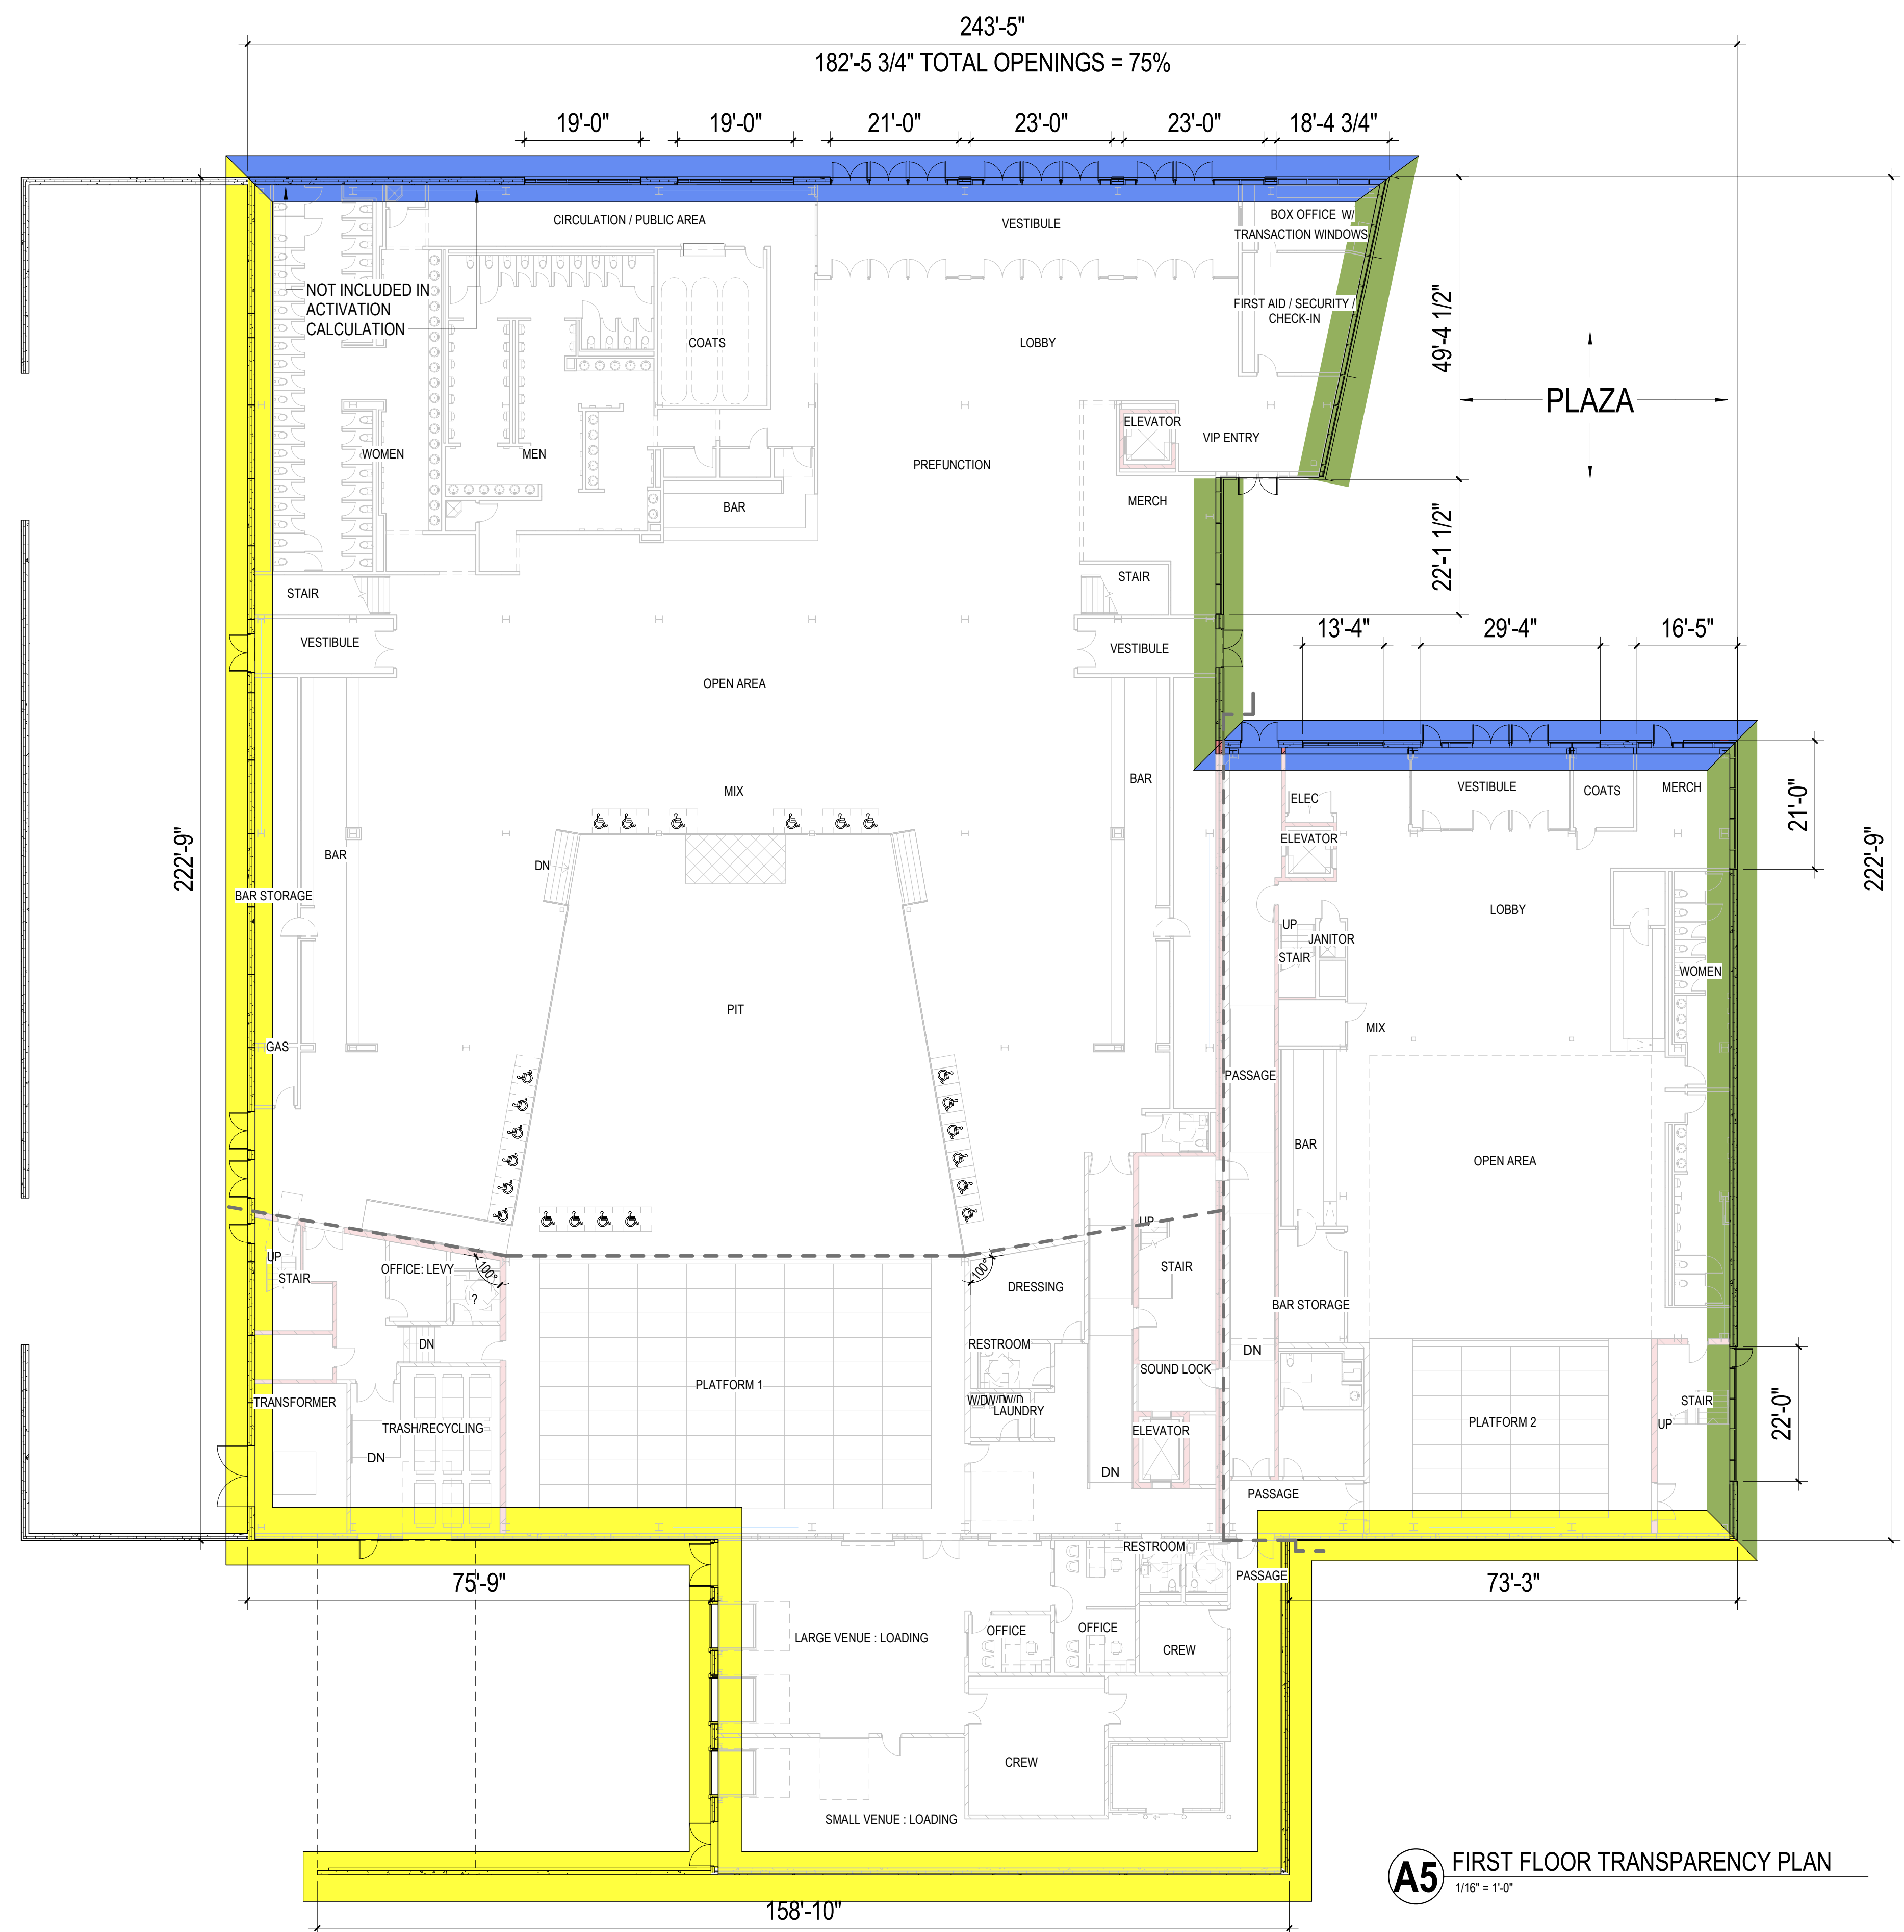 243'-5"
182'-5 3/4" TOTAL OPENINGS = 75%
19'-0"
19'-0"
21'-0"
23'-0"
23'-0"
18'-4 3/4"
CIRCULATION / PUBLIC AREA
VESTIBULE
BOX OFFICE W/
TRANSACTION WINDOWS
NOT INCLUDED IN
ACTIVATION
CALCULATION
FIRST AID / SECURITY /
CHECK-IN
COATS
LOBBY
49'-4 1/2"
PLAZA
ELEVATOR
VIP ENTRY
WOMEN
MEN
PREFUNCTION
BAR
MERCH
22'-1 1/2"
STAIR
STAIR
VESTIBULE
VESTIBULE
13'-4"
29'-4"
16'-5"
OPEN AREA
MIX
BAR
ELEC
VESTIBULE
COATS
MERCH
21'-0"
ELEVATOR
222'-9"
222'-9"
BAR
DN
BAR STORAGE
LOBBY
UP
JANITOR
STAIR
WOMEN
PIT
MIX
GAS
PASSAGE
BAR
OPEN AREA
UP
UP
STAIR
OFFICE: LEVY
100°
100°
?
DRESSING
STAIR
BAR STORAGE
DN
RESTROOM
DN
SOUND LOCK
PLATFORM 1
W/D
W/D
W/D
LAUNDRY
TRANSFORMER
TRASH/RECYCLING
DN
ELEVATOR
DN
PLATFORM 2
STAIR
UP
22'-0"
PASSAGE
RESTROOM
PASSAGE
75'-9"
73'-3"
LARGE VENUE : LOADING
OFFICE
OFFICE
CREW
CREW
SMALL VENUE : LOADING
A5
FIRST FLOOR TRANSPARENCY PLAN
1/16" = 1'-0"
158'-10"